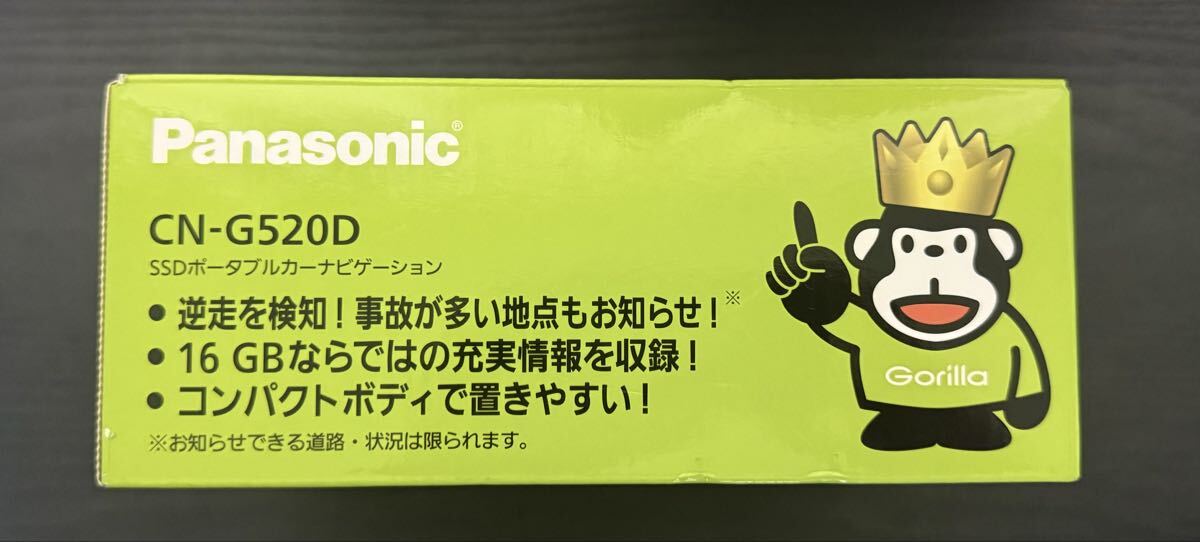 Panasonic®
CN-G520D
SSDポータブルカーナビゲーション
● 逆走を検知！事故が多い地点もお知らせ！※
● 16 GBならではの充実情報を収録！
● コンパクトボディで置きやすい！
※お知らせできる道路・状況は限られます。
Gorilla